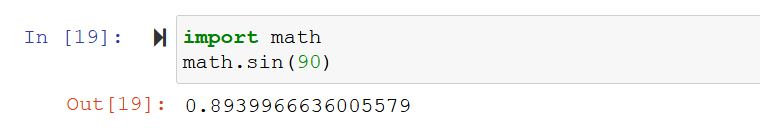 In [19]: import math
math.sin(90)
Out[19]: 0.8939966636005579